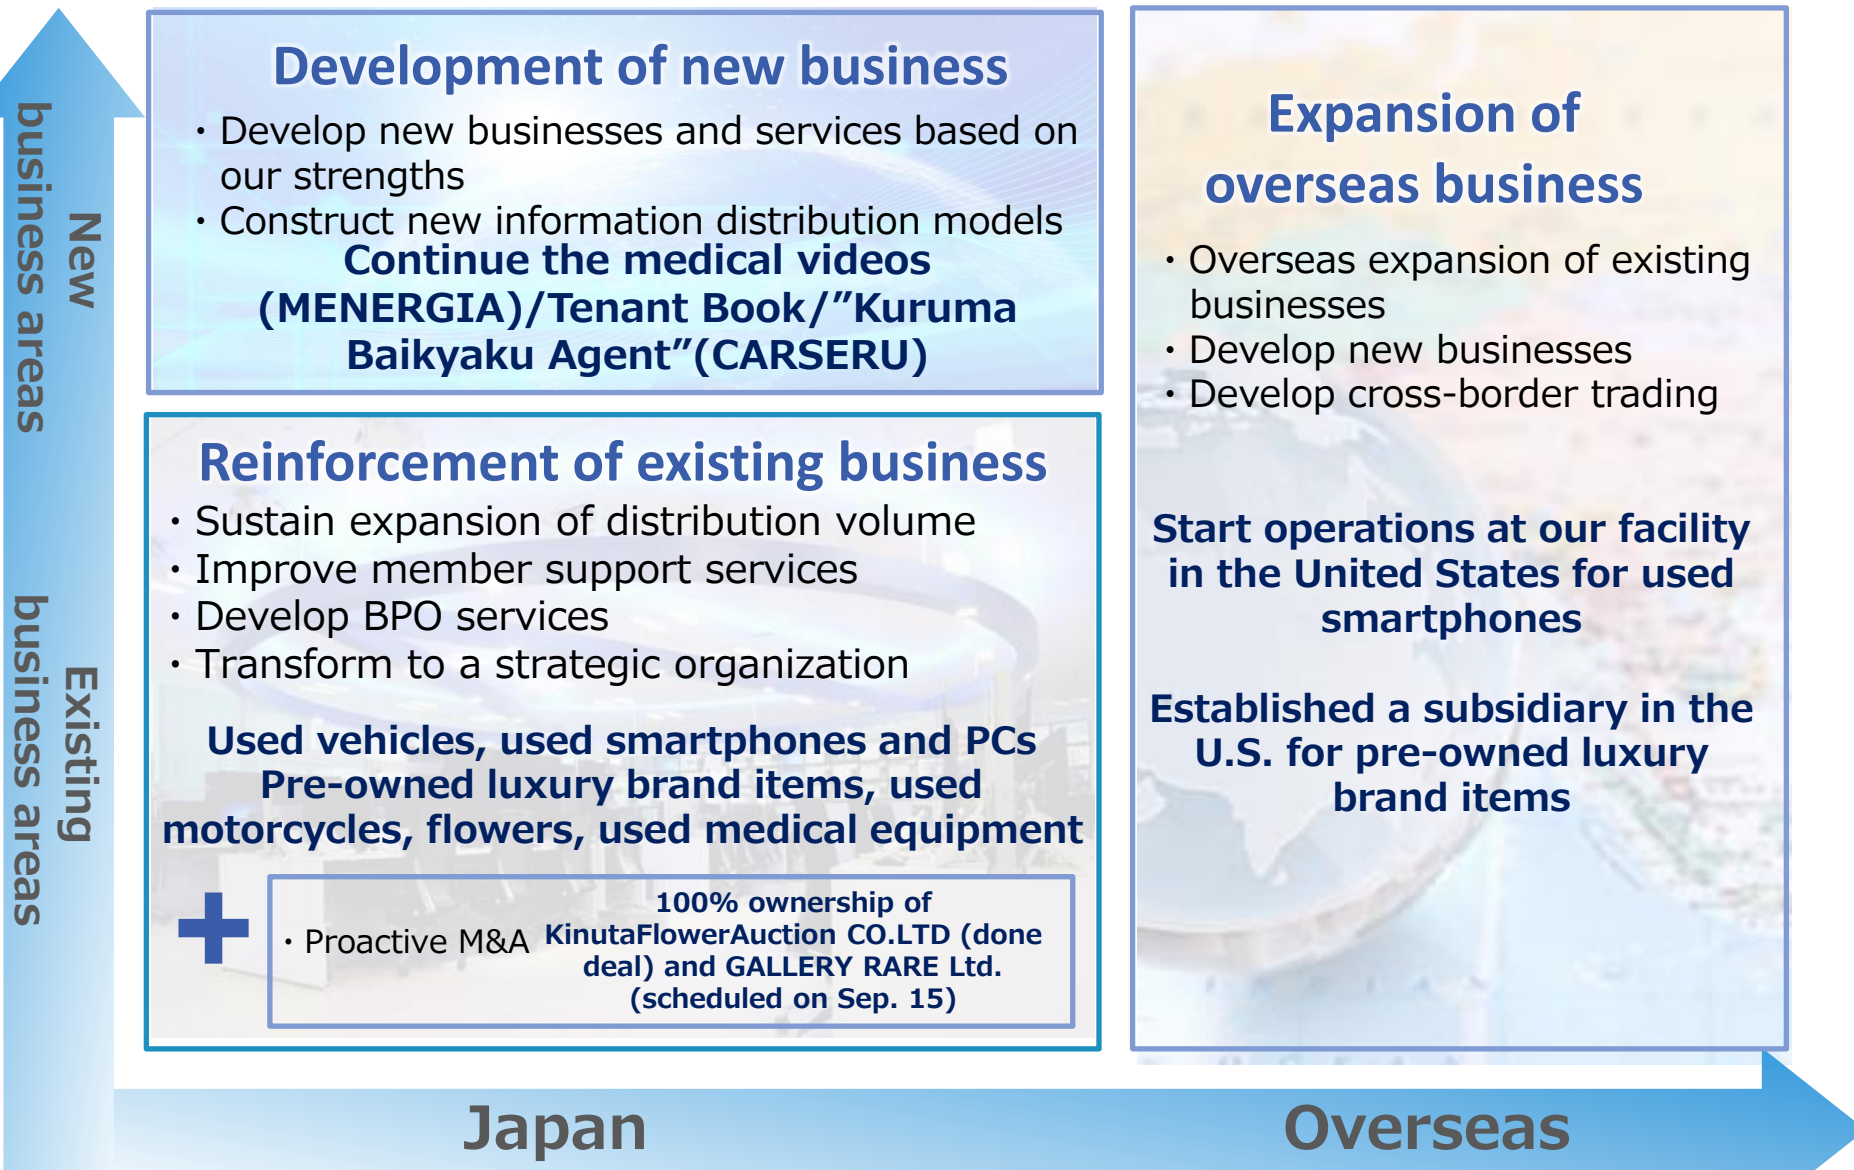 New
business areas
Existing
business areas
Development of new business
・Develop new businesses and services based on
our strengths
・Construct new information distribution models
Continue the medical videos
(MENERGIA)/Tenant Book/”Kuruma
Baikyaku Agent”(CARSERU)
Reinforcement of existing business
・Sustain expansion of distribution volume
・Improve member support services
・Develop BPO services
・Transform to a strategic organization
Used vehicles, used smartphones and PCs
Pre-owned luxury brand items, used
motorcycles, flowers, used medical equipment
+
・Proactive M&A
100% ownership of
KinutaFlowerAuction CO.LTD (done
deal) and GALLERY RARE Ltd.
(scheduled on Sep. 15)
Expansion of
overseas business
・Overseas expansion of existing
businesses
・Develop new businesses
・Develop cross-border trading
Start operations at our facility
in the United States for used
smartphones
Established a subsidiary in the
U.S. for pre-owned luxury
brand items
Japan
Overseas